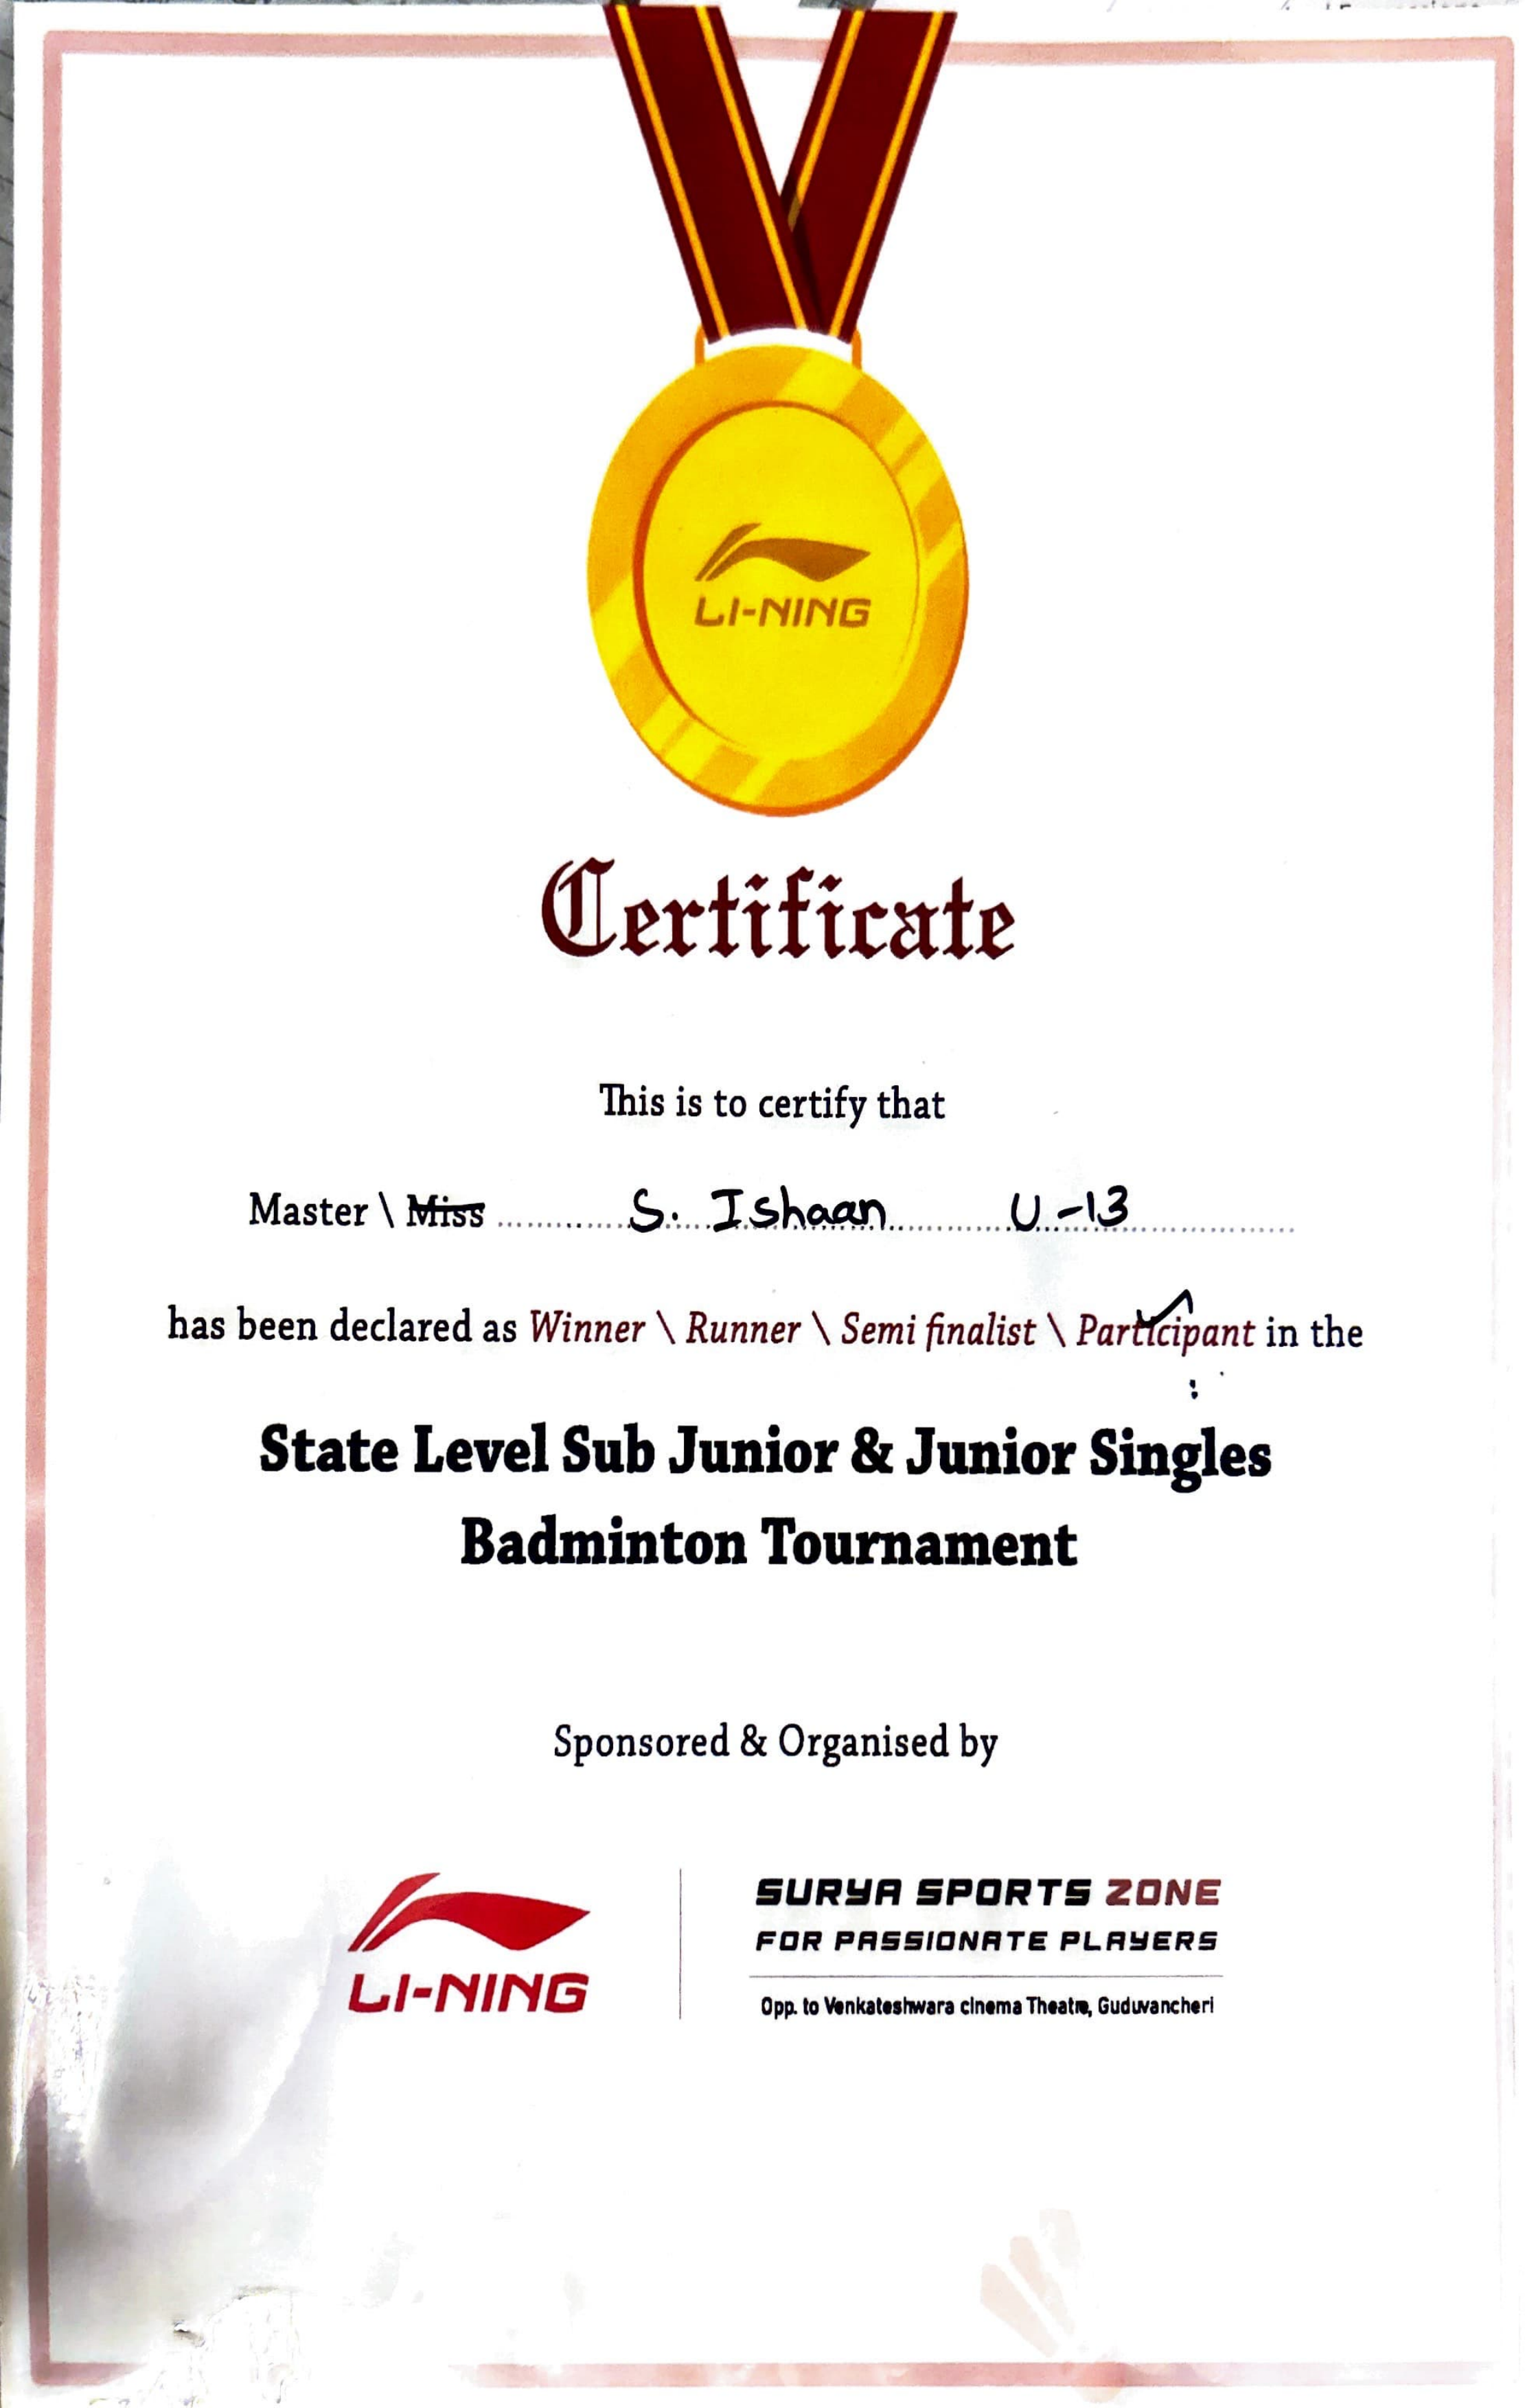 LI-NING
Certificate
This is to certify that
Master \ Miss ........ S. Ishaan ........ U-13 ........
has been declared as Winner \ Runner \ Semi finalist \ Participant in the
State Level Sub Junior & Junior Singles
Badminton Tournament
Sponsored & Organised by
LI-NING
SURYA SPORTS ZONE
FOR PASSIONATE PLAYERS
Opp. to Venkateshwara cinema Theatre, Guduvancheri